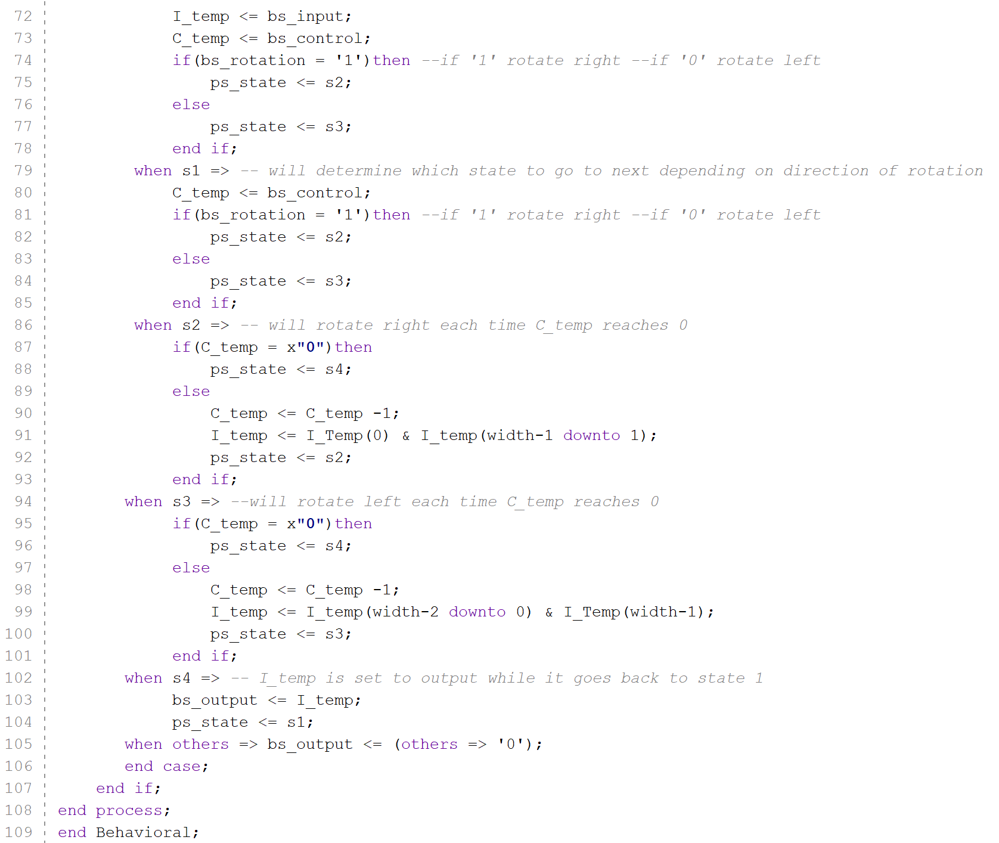 72 I_temp <= bs_input;
73 C_temp <= bs_control;
74 if(bs_rotation = '1')then --if '1' rotate right --if '0' rotate left
75 ps_state <= s2;
76 else
77 ps_state <= s3;
78 end if;
79 when s1 => -- will determine which state to go to next depending on direction of rotation
80 C_temp <= bs_control;
81 if(bs_rotation = '1')then --if '1' rotate right --if '0' rotate left
82 ps_state <= s2;
83 else
84 ps_state <= s3;
85 end if;
86 when s2 => -- will rotate right each time C_temp reaches 0
87 if(C_temp = x"0")then
88 ps_state <= s4;
89 else
90 C_temp <= C_temp -1;
91 I_temp <= I_Temp(0) & I_temp(width-1 downto 1);
92 ps_state <= s2;
93 end if;
94 when s3 => --will rotate left each time C_temp reaches 0
95 if(C_temp = x"0")then
96 ps_state <= s4;
97 else
98 C_temp <= C_temp -1;
99 I_temp <= I_temp(width-2 downto 0) & I_Temp(width-1);
100 ps_state <= s3;
101 end if;
102 when s4 => -- I_temp is set to output while it goes back to state 1
103 bs_output <= I_temp;
104 ps_state <= s1;
105 when others => bs_output <= (others => '0');
106 end case;
107 end if;
108 end process;
109 end Behavioral;